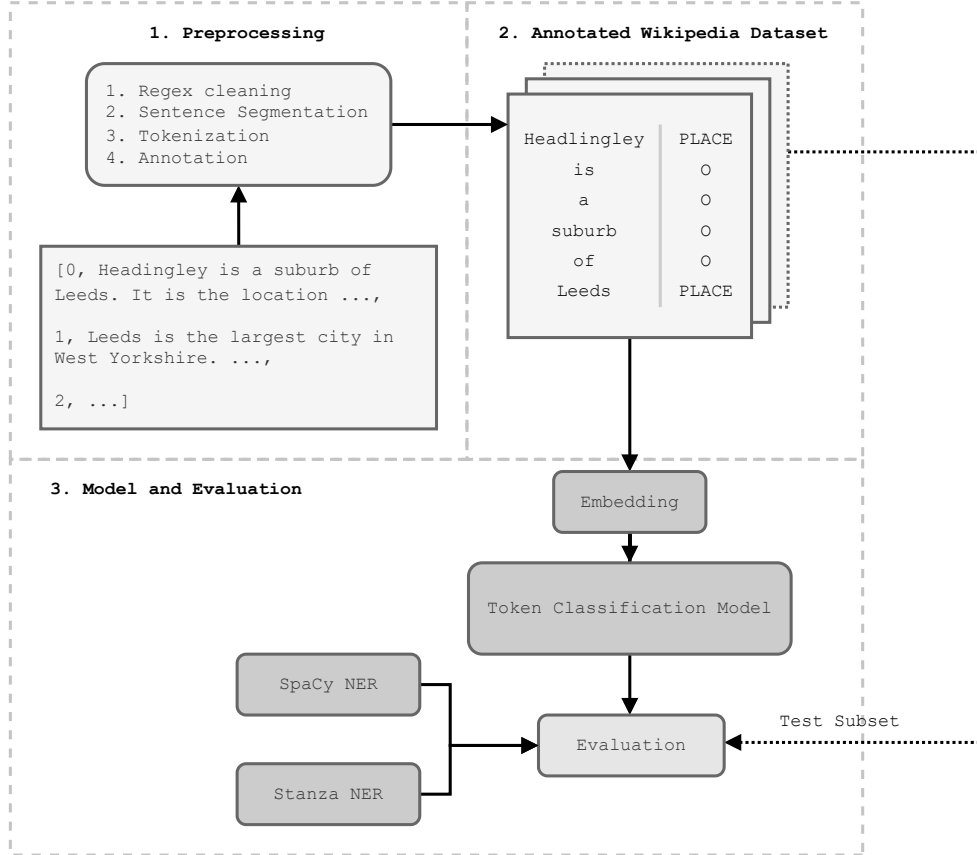 1. Preprocessing
1. Regex cleaning
2. Sentence Segmentation
3. Tokenization
4. Annotation
[0, Headingley is a suburb of
Leeds. It is the location ...,
1, Leeds is the largest city in
West Yorkshire. ...,
2, ...]
2. Annotated Wikipedia Dataset
Headlingley PLACE
is O
a O
suburb O
of O
Leeds PLACE
3. Model and Evaluation
Embedding
Token Classification Model
SpaCy NER
Stanza NER
Evaluation
Test Subset